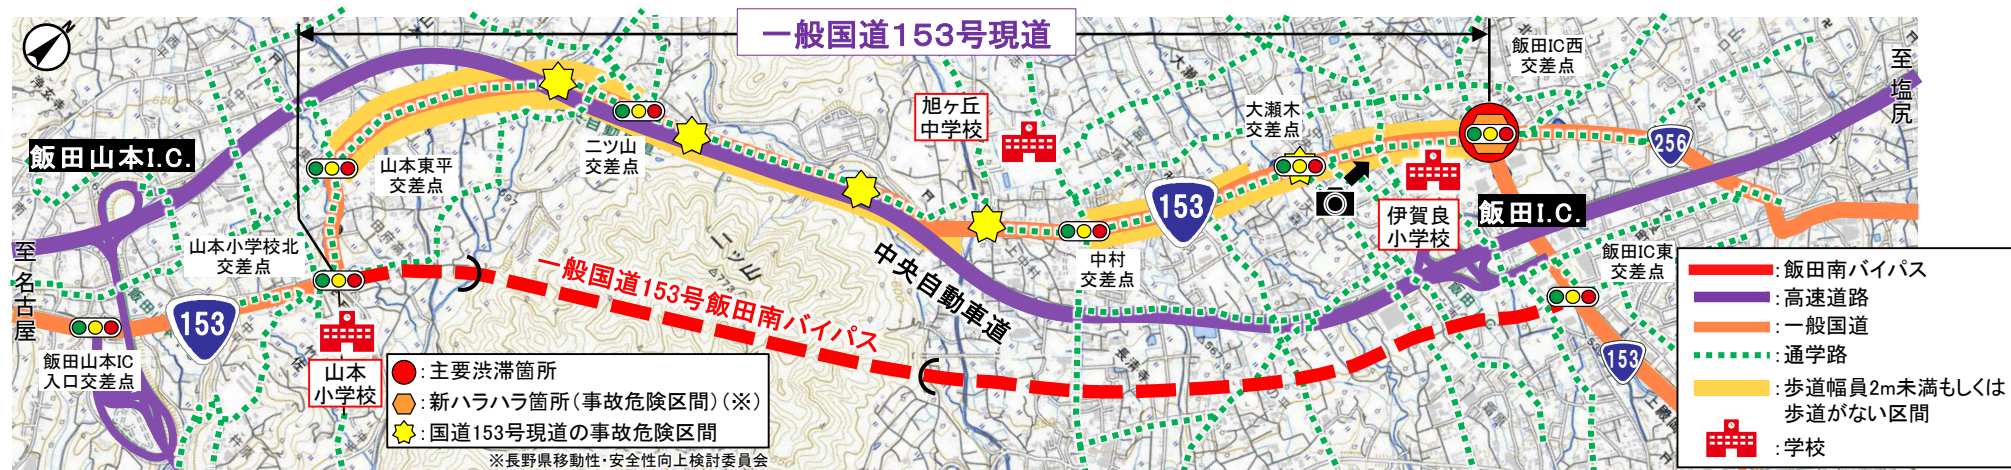 一般国道153号現道
飯田IC西
交差点
至塩尻
旭ヶ丘
中学校
大瀬木
交差点
256
飯田山本I.C.
山本東平
交差点
二ツ山
交差点
153
伊賀良
小学校
飯田I.C.
山本小学校北
交差点
至名古屋
二ツ山
中央自動車道
中村
交差点
飯田IC東
交差点
一般国道153号飯田南バイパス
153
153
飯田山本IC
入口交差点
山本
小学校
:主要渋滞箇所
:新ハラハラ箇所(事故危険区間)(※)
:国道153号現道の事故危険区間
※長野県移動性・安全性向上検討委員会
:飯田南バイパス
:高速道路
:一般国道
:通学路
:歩道幅員2m未満もしくは
歩道がない区間
:学校